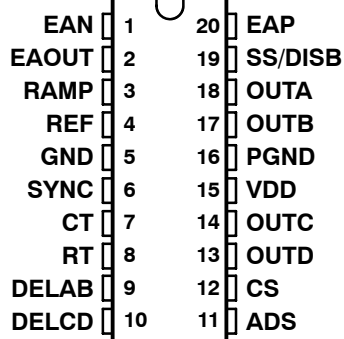 EAN 1 20 EAP
EAOUT 2 19 SS/DISB
RAMP 3 18 OUTA
REF 4 17 OUTB
GND 5 16 PGND
SYNC 6 15 VDD
CT 7 14 OUTC
RT 8 13 OUTD
DELAB 9 12 CS
DELCD 10 11 ADS